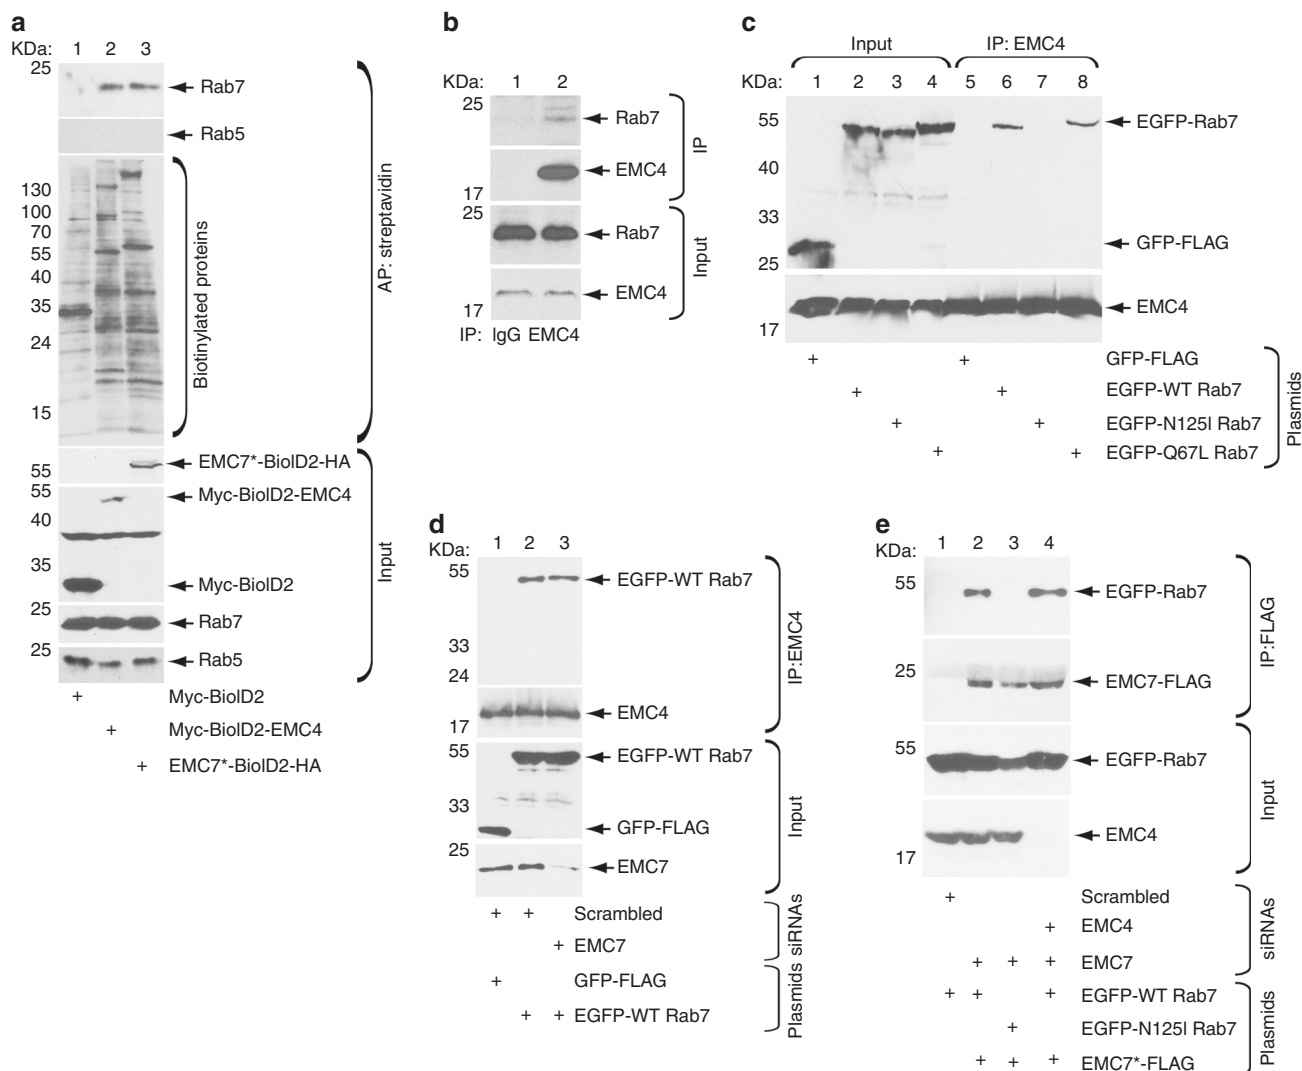 a
KDa: 1 2 3
25
Rab7
Rab5
130
100
70
55
40
35
24
15
Biotinylated proteins
AP: streptavidin
55
EMC7*-BioID2-HA
55
Myc-BioID2-EMC4
40
35
Myc-BioID2
25
Rab7
25
Rab5
Input
+ Myc-BioID2
+ Myc-BioID2-EMC4
+ EMC7*-BioID2-HA
b
KDa: 1 2
25
Rab7
EMC4
17
IP
25
Rab7
EMC4
17
Input
IP: IgG EMC4
c
Input IP: EMC4
KDa: 1 2 3 4 5 6 7 8
55
EGFP-Rab7
40
33
GFP-FLAG
25
EMC4
17
+ + GFP-FLAG
+ + EGFP-WT Rab7
+ + EGFP-N125I Rab7
+ + EGFP-Q67L Rab7
Plasmids
d
KDa: 1 2 3
55
EGFP-WT Rab7
33
24
EMC4
17
IP:EMC4
55
EGFP-WT Rab7
33
GFP-FLAG
25
EMC7
Input
+ + Scrambled
+ EMC7
siRNAs
+ GFP-FLAG
+ + EGFP-WT Rab7
Plasmids
e
KDa: 1 2 3 4
55
EGFP-Rab7
25
EMC7-FLAG
IP:FLAG
55
EGFP-Rab7
EMC4
17
Input
+ Scrambled
+ EMC4
+ + + EMC7
siRNAs
+ + + EGFP-WT Rab7
+ EGFP-N125I Rab7
+ + + EMC7*-FLAG
Plasmids